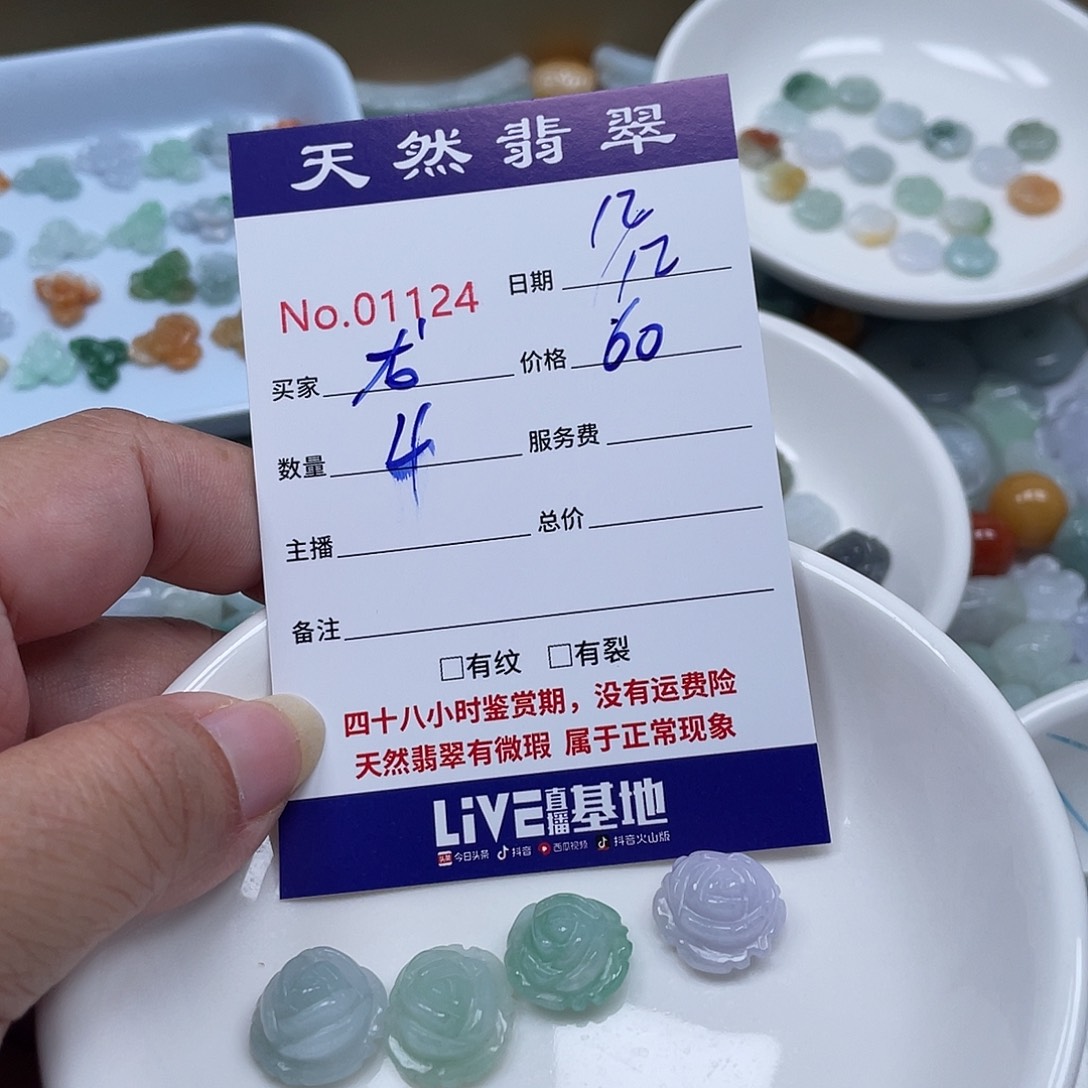 天然翡翠
No.01124 日期 12/12
买家 右 价格 60
数量 4 服务费
主播 总价
备注
□有纹 □有裂
四十八小时鉴赏期，没有运费险
天然翡翠有微瑕 属于正常现象
LiVE直播基地
头条 今日头条 抖音 西瓜视频 抖音火山版